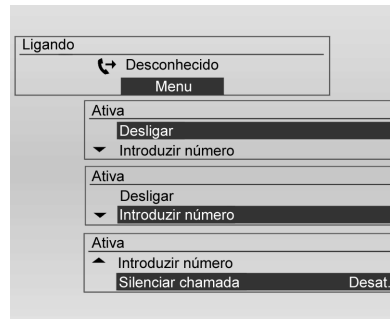 Ligando
Desconhecido
Menu
Ativa
Desligar
Introduzir número
Ativa
Desligar
Introduzir número
Ativa
Introduzir número
Silenciar chamada Desat.